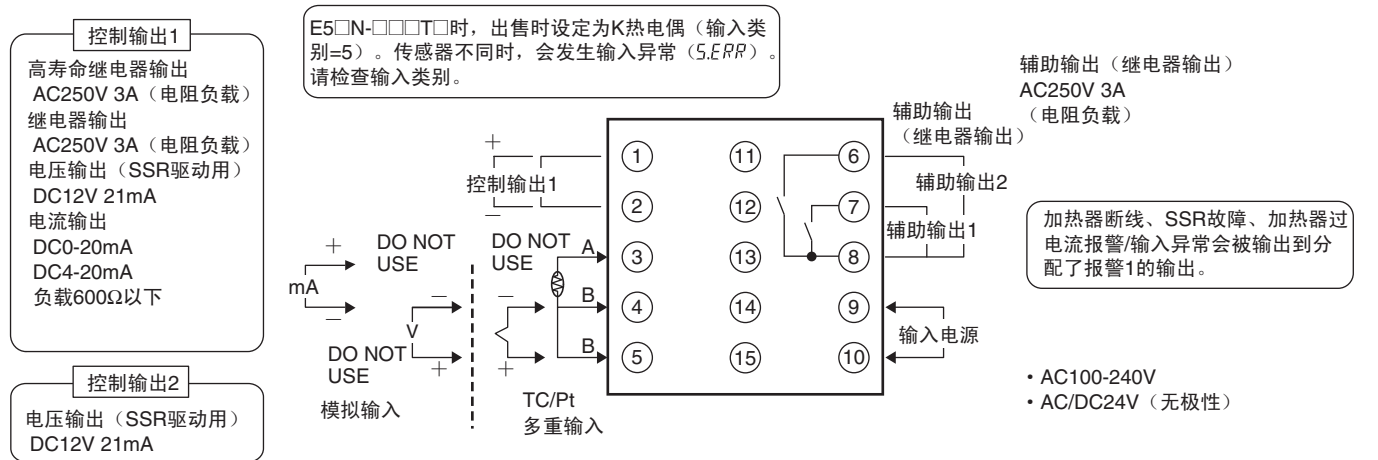 控制输出1
高寿命继电器输出
AC250V 3A（电阻负载）
继电器输出
AC250V 3A（电阻负载）
电压输出（SSR驱动用）
DC12V 21mA
电流输出
DC0-20mA
DC4-20mA
负载600Ω以下
控制输出2
电压输出（SSR驱动用）
DC12V 21mA
E5□N-□□□T□时，出售时设定为K热电偶（输入类
别=5）。传感器不同时，会发生输入异常（S.ERR）。
请检查输入类别。
+
控制输出1
−
+
mA
−
DO NOT
USE
−
V
+
DO NOT
USE
模拟输入
DO NOT
USE
−
+
A
B
B
TC/Pt
多重输入
1
2
3
4
5
11
12
13
14
15
6
7
8
9
10
辅助输出
（继电器输出）
辅助输出2
辅助输出1
输入电源
辅助输出（继电器输出）
AC250V 3A
（电阻负载）
加热器断线、SSR故障、加热器过
电流报警/输入异常会被输出到分
配了报警1的输出。
・AC100-240V
・AC/DC24V（无极性）